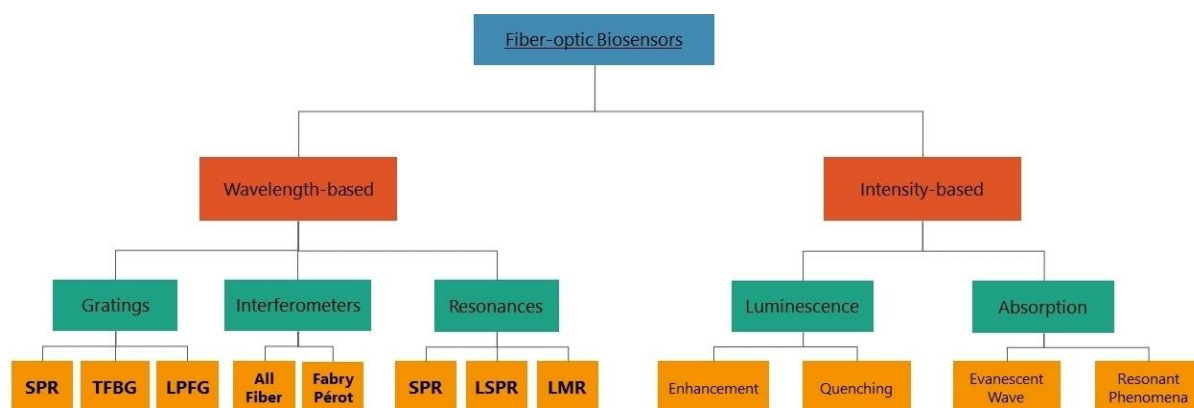 Fiber-optic Biosensors
Wavelength-based
Intensity-based
Gratings
Interferometers
Resonances
Luminescence
Absorption
SPR
TFBG
LPFG
All
Fiber
Fabry
Pérot
SPR
LSPR
LMR
Enhancement
Quenching
Evanescent
Wave
Resonant
Phenomena